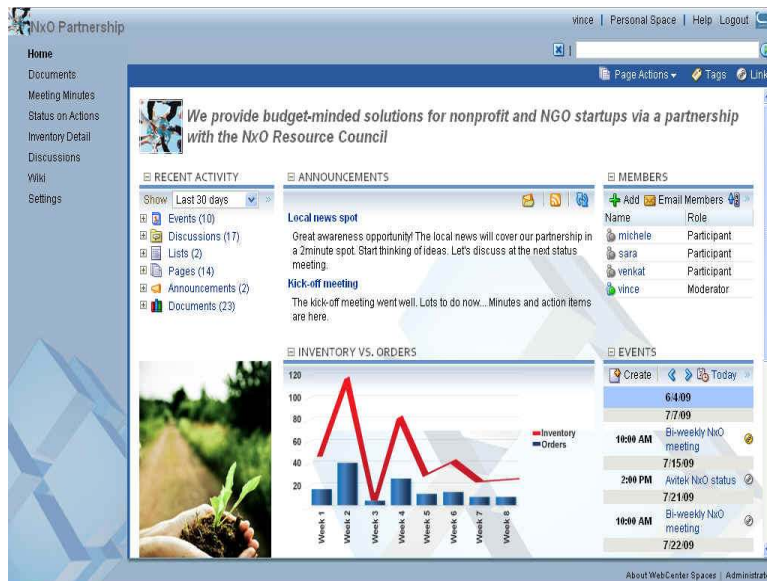 NxO Partnership
vince | Personal Space | Help Logout
Home
Documents
Meeting Minutes
Status on Actions
Inventory Detail
Discussions
Wiki
Settings
Page Actions Tags Link
We provide budget-minded solutions for nonprofit and NGO startups via a partnership
with the NxO Resource Council
RECENT ACTIVITY
Show Last 30 days »
Events (10)
Discussions (17)
Lists (2)
Pages (14)
Announcements (2)
Documents (23)
ANNOUNCEMENTS
Local news spot
Great awareness opportunity! The local news will cover our partnership in
a 2minute spot. Start thinking of ideas. Let's discuss at the next status
meeting.
Kick-off meeting
The kick-off meeting went well. Lots to do now... Minutes and action items
are here.
MEMBERS
Add Email Members »
Name Role
michele Participant
sara Participant
venkat Participant
vince Moderator
INVENTORY VS. ORDERS
120
100
80
60
40
20
Week 1
Week 2
Week 3
Week 4
Week 5
Week 6
Week 7
Week 8
Inventory
Orders
EVENTS
Create Today »
6/4/09
7/7/09
10:00 AM Bi-weekly NxO
meeting
7/15/09
2:00 PM Avitek NxO status
7/21/09
10:00 AM Bi-weekly NxO
meeting
7/22/09
About WebCenter Spaces | Administrat